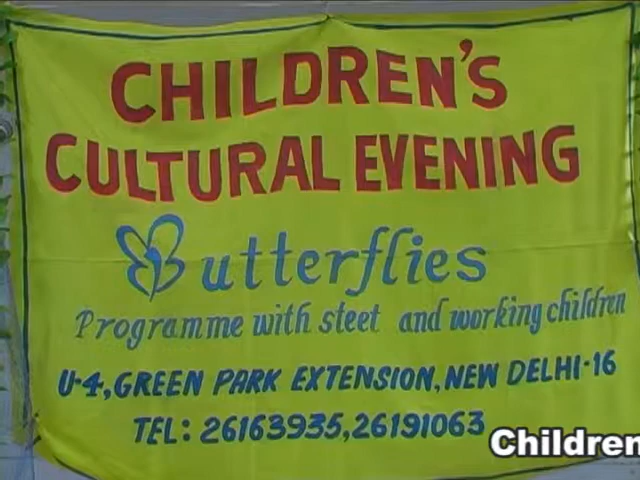 CHILDREN'S
CULTURAL EVENING
Butterflies
Programme with steet and working children
U-4, GREEN PARK EXTENSION, NEW DELHI-16
TEL: 26163935, 26191063
Children